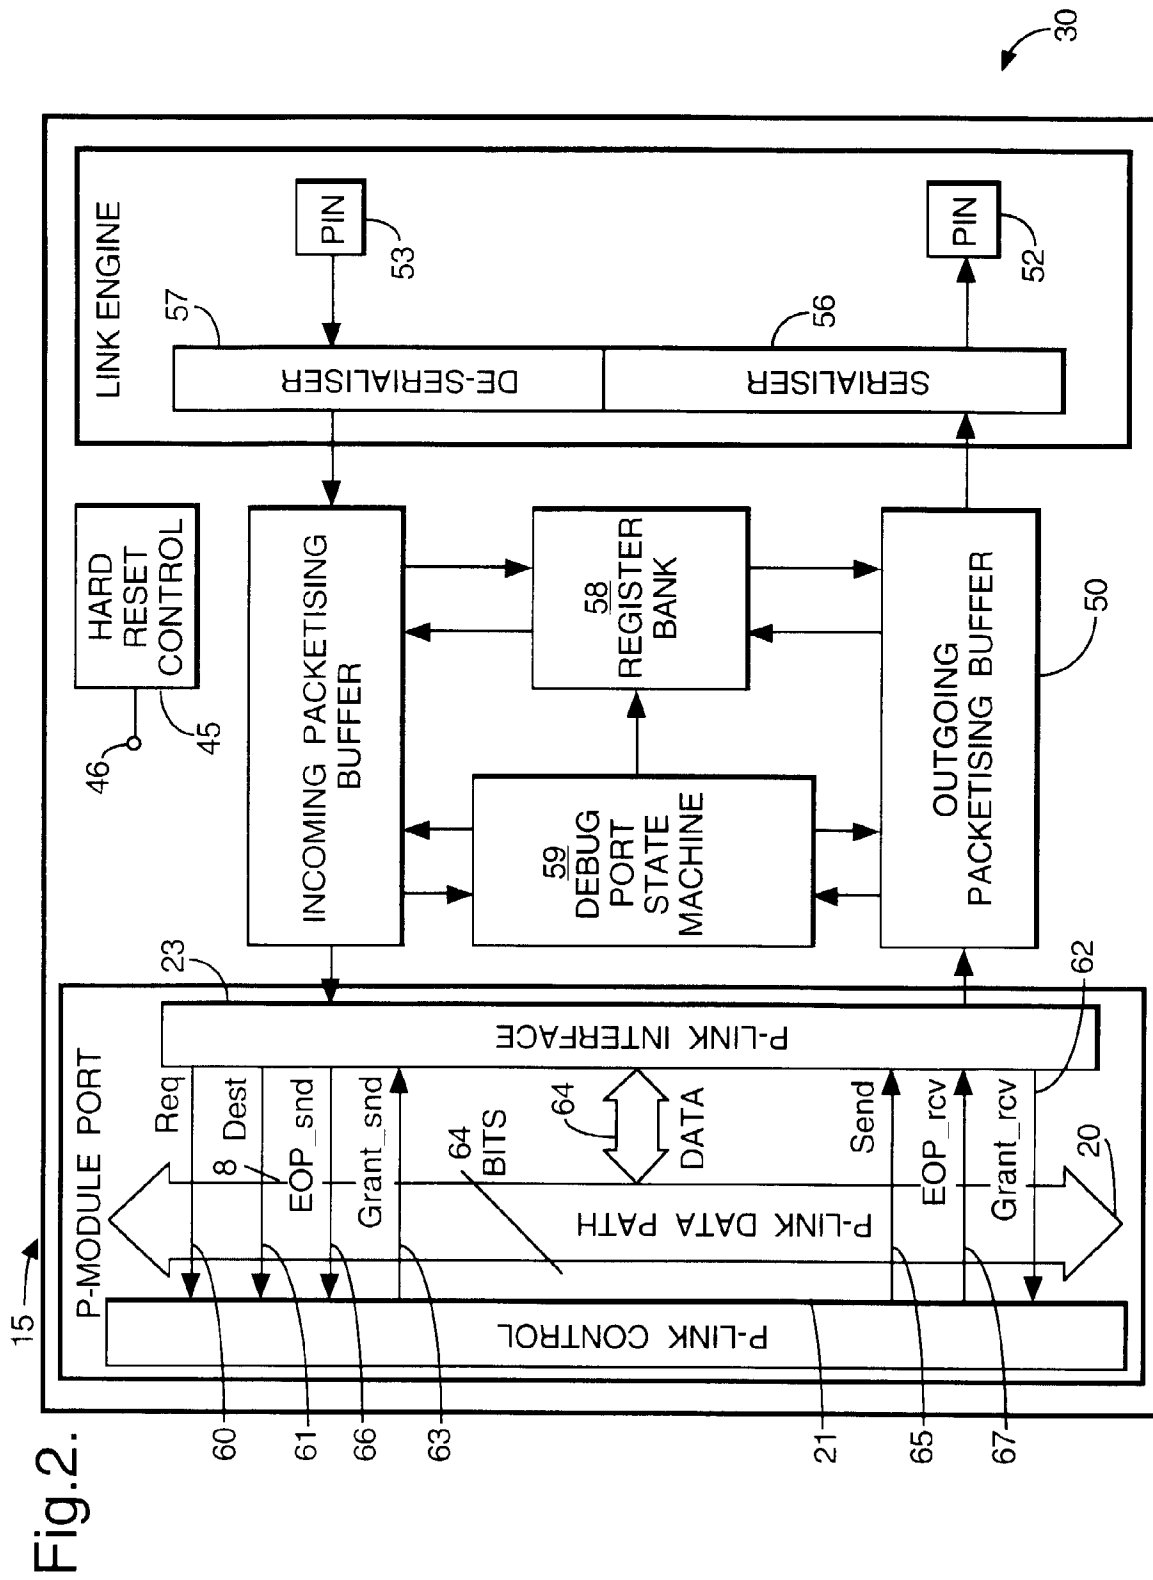 Fig.2.
15
P-MODULE PORT
P-LINK CONTROL
P-LINK DATA PATH
P-LINK INTERFACE
Req
Dest
8
EOP_snd
Grant_snd
64
BITS
64
DATA
Send
EOP_rcv
Grant_rcv
20
23
62
60
61
66
63
21
65
67
INCOMING PACKETISING
BUFFER
59
DEBUG
PORT
STATE
MACHINE
58
REGISTER
BANK
OUTGOING
PACKETISING BUFFER
50
46
45
HARD
RESET
CONTROL
LINK ENGINE
57
DE-SERIALISER
SERIALISER
56
PIN
53
PIN
52
30